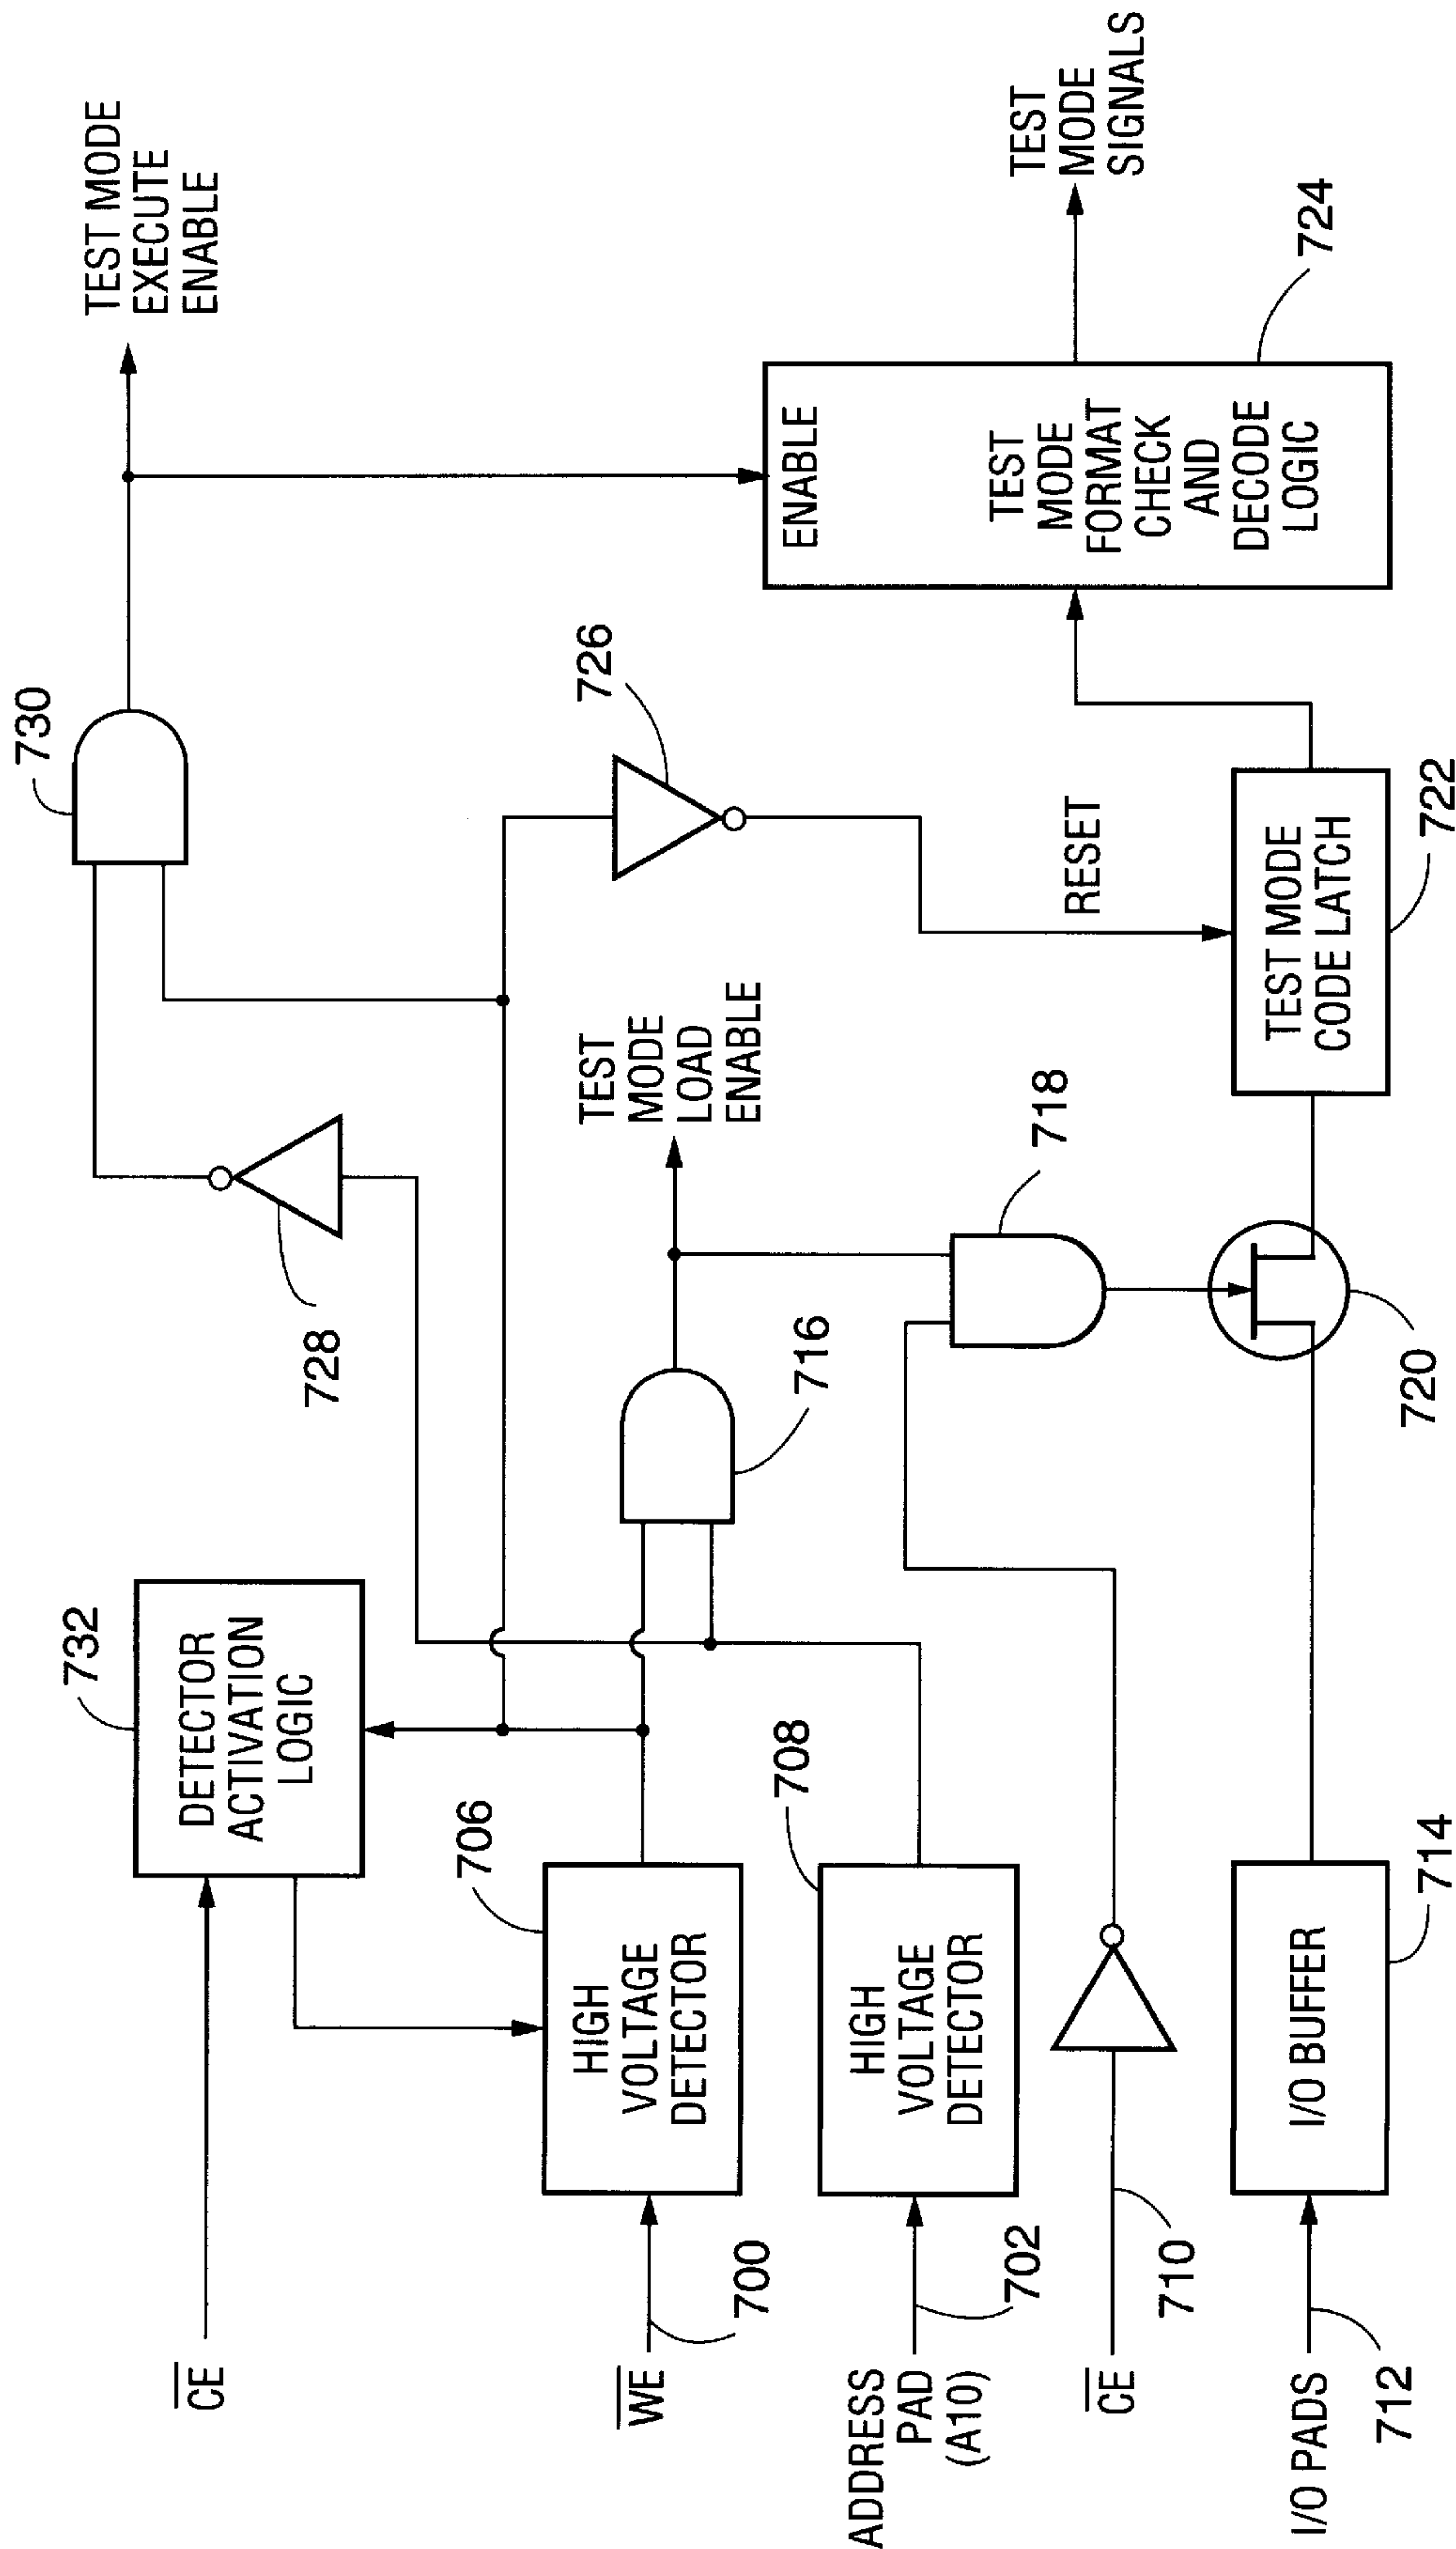 CE
732
DETECTOR
ACTIVATION
LOGIC
728
730
TEST MODE
EXECUTE
ENABLE
WE
700
706
HIGH
VOLTAGE
DETECTOR
716
TEST
MODE
LOAD
ENABLE
726
ENABLE
TEST
MODE
FORMAT
CHECK
AND
DECODE
LOGIC
724
TEST
MODE
SIGNALS
ADDRESS
PAD
(A10)
702
708
HIGH
VOLTAGE
DETECTOR
718
RESET
CE
710
I/O PADS
712
I/O BUFFER
714
720
TEST MODE
CODE LATCH
722